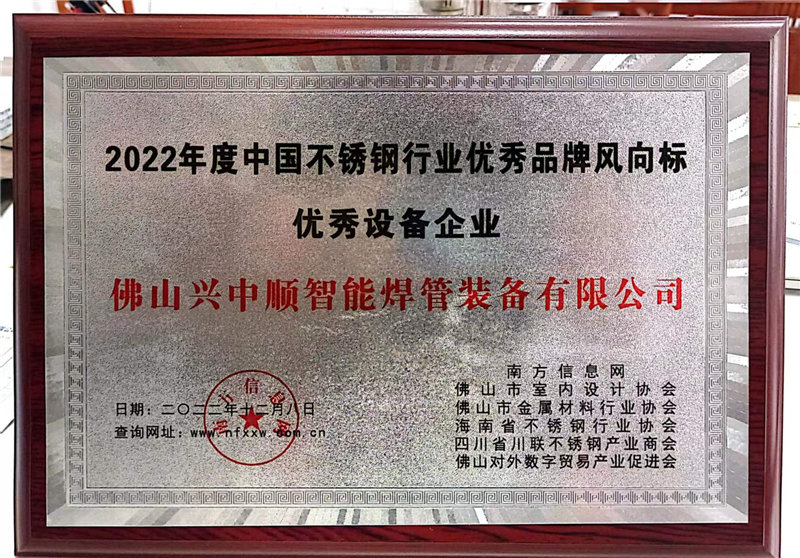 2022年度中国不锈钢行业优秀品牌风向标
优秀设备企业
佛山兴中顺智能焊管装备有限公司
南方信息网
佛山市室内设计协会
佛山市金属材料行业协会
海南省不锈钢行业协会
四川省川联不锈钢产业商会
佛山对外数字贸易产业促进会
日期：二〇二二年十二月八日
查询网址：www.nfxxw.com.cn
南方信息网